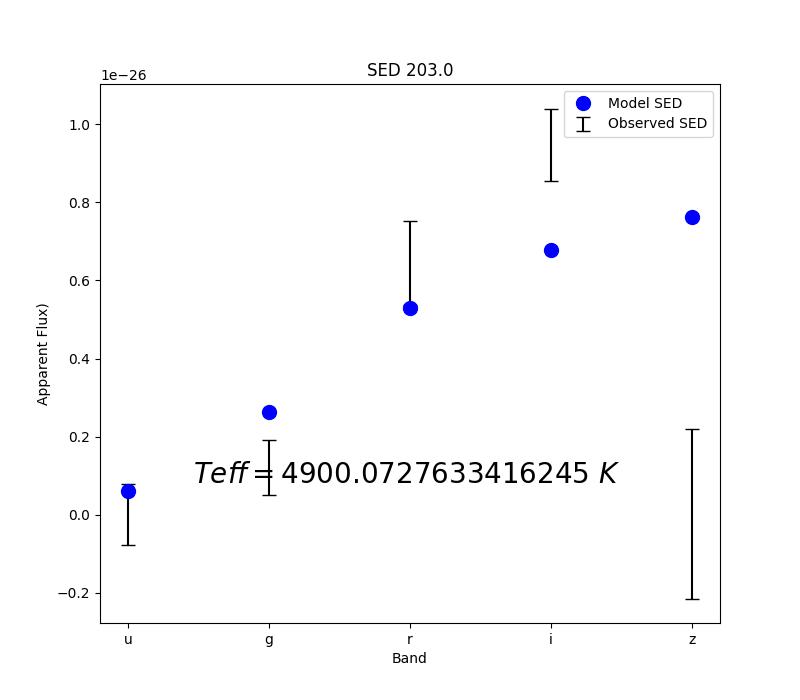 SED 203.0
1e−26
Model SED
Observed SED
1.0
0.8
0.6
0.4
0.2
0.0
−0.2
Apparent Flux)
Teff = 4900.0727633416245 K
u g r i z
Band